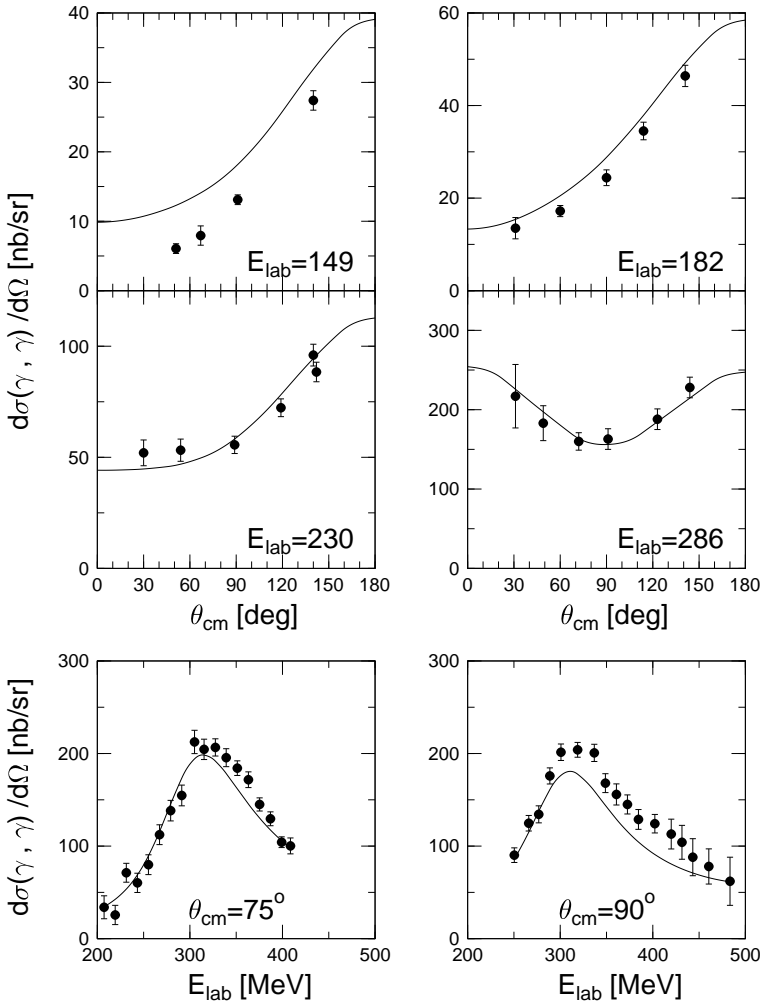 40
30
20
10
0
E_lab=149
60
40
20
0
E_lab=182
dσ(γ , γ) /dΩ [nb/sr]
100
50
0
E_lab=230
0 30 60 90 120 150 180
θ_cm [deg]
250
200
150
100
50
0
E_lab=286
0 30 60 90 120 150 180
θ_cm [deg]
dσ(γ, γ) /dΩ [nb/sr]
300
200
100
0
θ_cm=75°
200 300 400 500
E_lab [MeV]
300
200
100
0
θ_cm=90°
200 300 400 500
E_lab [MeV]